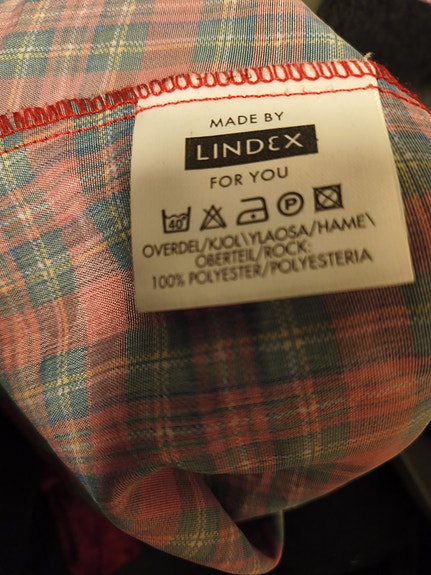 MADE BY
LINDEX
FOR YOU
40°
P
OVERDEL/KJOL\YLAOSA/HAME\
OBERTEIL/ROCK:
100% POLYESTER/POLYESTERIA